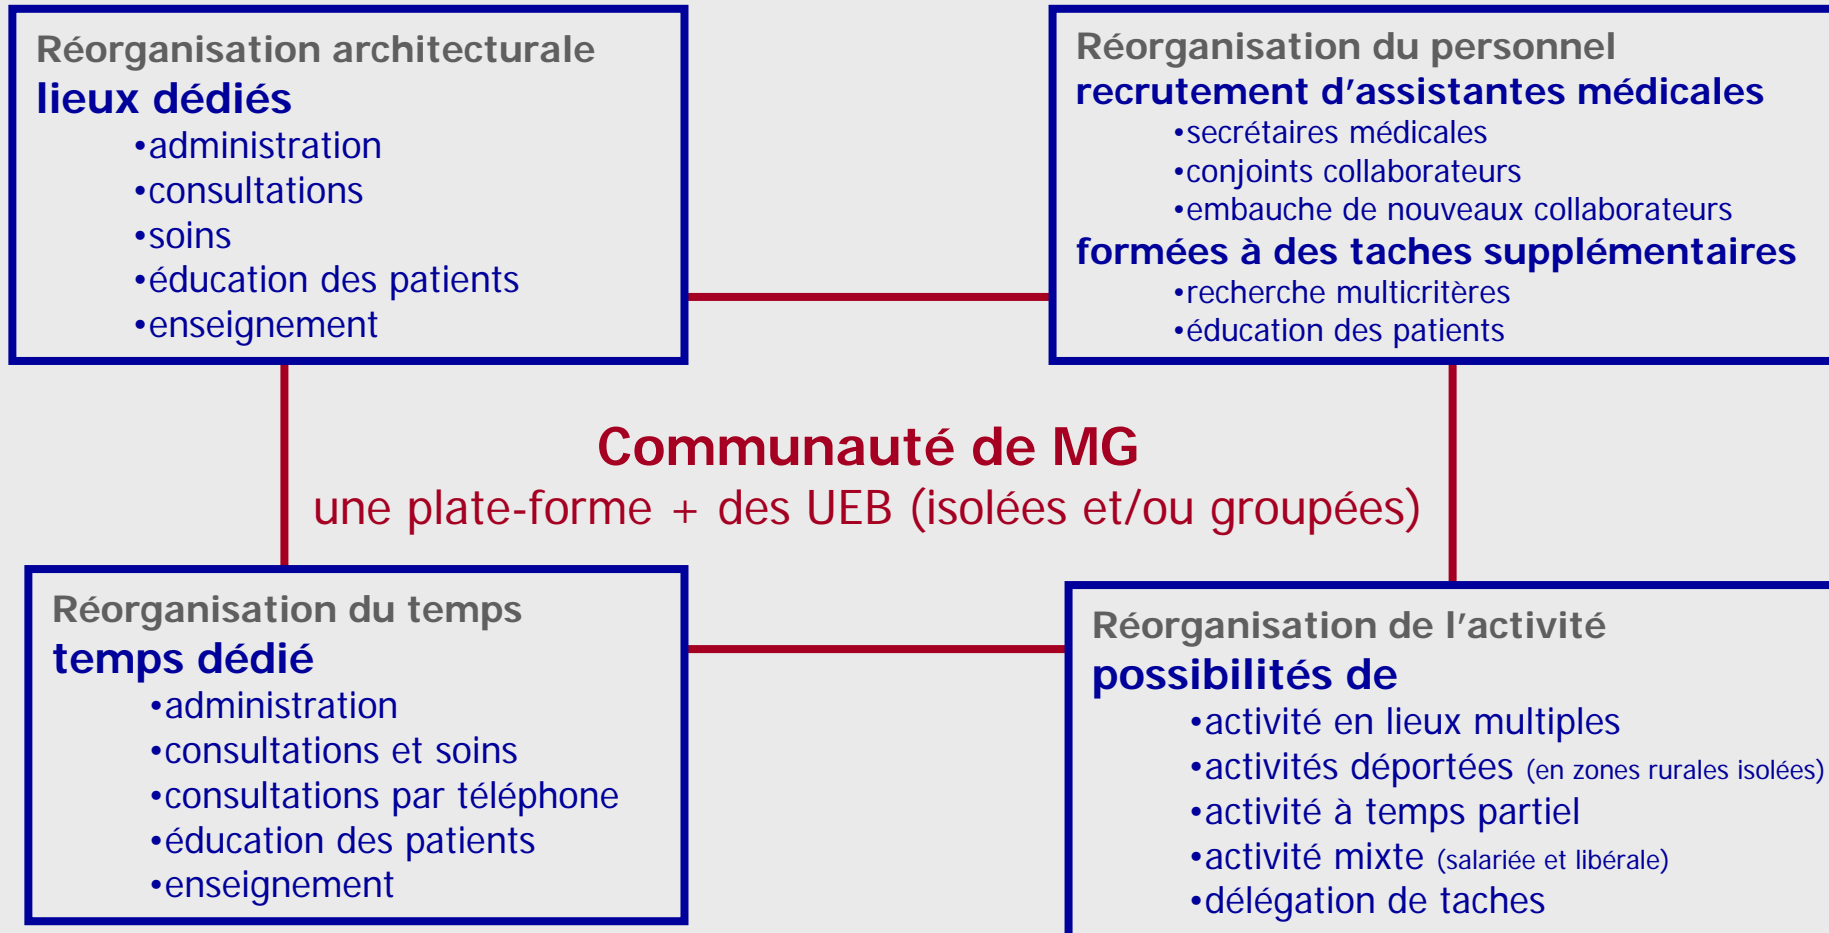 Réorganisation architecturale
lieux dédiés
•administration
•consultations
•soins
•éducation des patients
•enseignement
Réorganisation du personnel
recrutement d'assistantes médicales
•secrétaires médicales
•conjoints collaborateurs
•embauche de nouveaux collaborateurs
formées à des taches supplémentaires
•recherche multicritères
•éducation des patients
Communauté de MG
une plate-forme + des UEB (isolées et/ou groupées)
Réorganisation du temps
temps dédié
•administration
•consultations et soins
•consultations par téléphone
•éducation des patients
•enseignement
Réorganisation de l'activité
possibilités de
•activité en lieux multiples
•activités déportées (en zones rurales isolées)
•activité à temps partiel
•activité mixte (salariée et libérale)
•délégation de taches